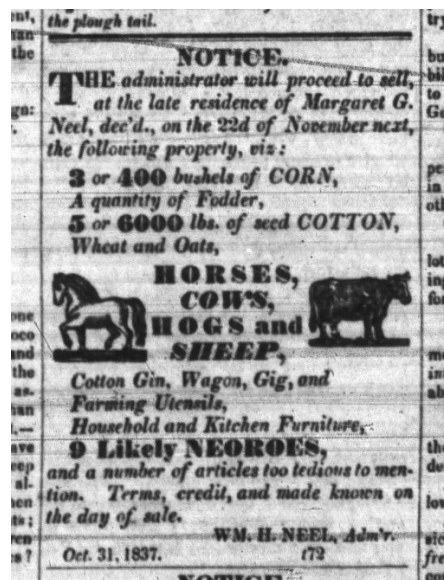 the plough tail.
NOTICE.
THE administrator will proceed to sell,
at the late residence of Margaret G.
Neel, dec'd., on the 22d of November next,
the following property, viz:
3 or 400 bushels of CORN,
A quantity of Fodder,
5 or 6000 lbs. of seed COTTON,
Wheat and Oats,
HORSES,
COWS,
HOGS and
SHEEP,
Cotton Gin, Wagon, Gig, and
Farming Utensils,
Household and Kitchen Furniture,
9 Likely NEGROES,
and a number of articles too tedious to men-
tion. Terms, credit, and made known on
the day of sale.
WM. H. NEEL, Adm'r.
Oct. 31, 1837. t72
NOTICE